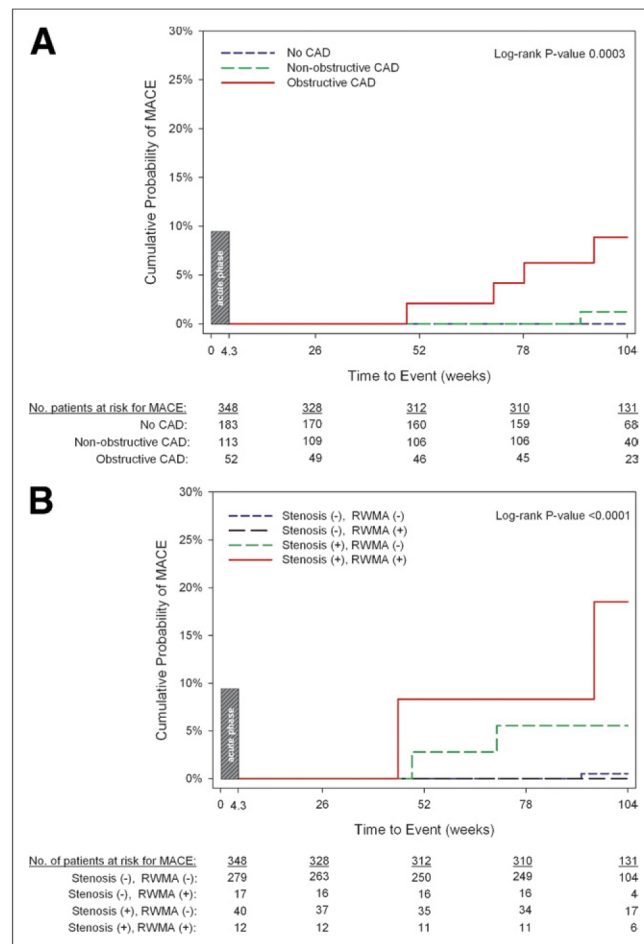 A
No CAD
Non-obstructive CAD
Obstructive CAD
Log-rank P-value 0.0003
30%
25%
20%
15%
10%
5%
0%
Cumulative Probability of MACE
acute phase
0 4.3 26 52 78 104
Time to Event (weeks)
No. patients at risk for MACE: 348 328 312 310 131
No CAD: 183 170 160 159 68
Non-obstructive CAD: 113 109 106 106 40
Obstructive CAD: 52 49 46 45 23
B
Stenosis (-), RWMA (-)
Stenosis (-), RWMA (+)
Stenosis (+), RWMA (-)
Stenosis (+), RWMA (+)
Log-rank P-value <0.0001
30%
25%
20%
15%
10%
5%
0%
Cumulative Probability of MACE
acute phase
0 4.3 26 52 78 104
Time to Event (weeks)
No. of patients at risk for MACE: 348 328 312 310 131
Stenosis (-), RWMA (-): 279 263 250 249 104
Stenosis (-), RWMA (+): 17 16 16 16 4
Stenosis (+), RWMA (-): 40 37 35 34 17
Stenosis (+), RWMA (+): 12 12 11 11 6